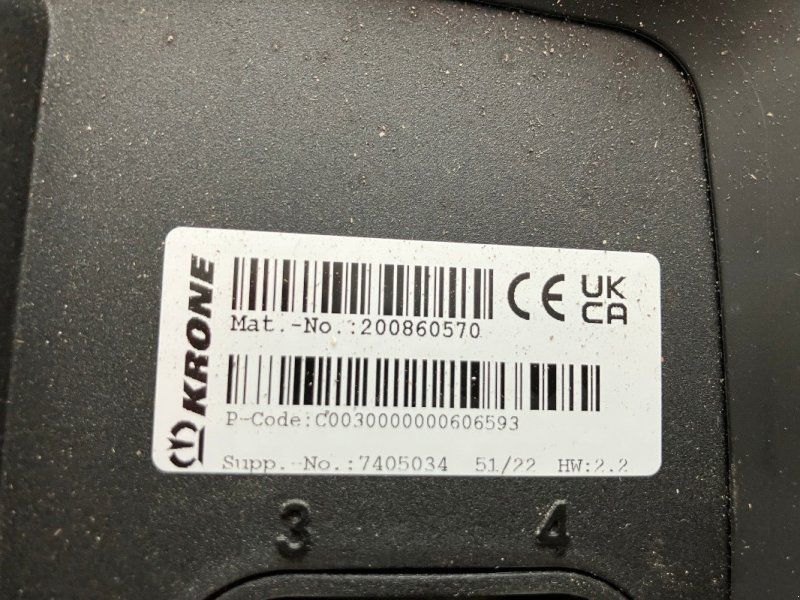 KRONE
Mat.-No.:200860570
CE UK CA
P-Code:C0030000000606593
Supp.-No.:7405034 51/22 HW:2.2
3 4